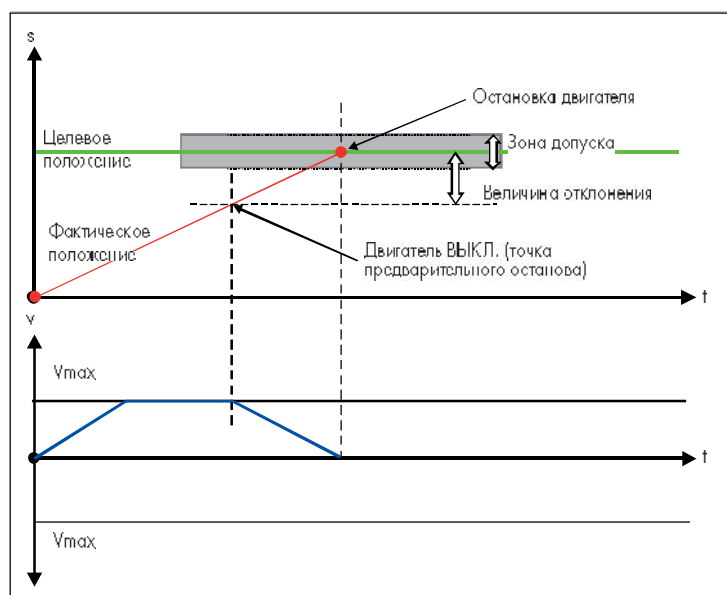 s
Остановка двигателя
Целевое
положение
Зона допуска
Величина отклонения
Фактическое
положение
Двигатель ВЫКЛ. (точка
предварительного останова)
t
v
Vmax
t
Vmax